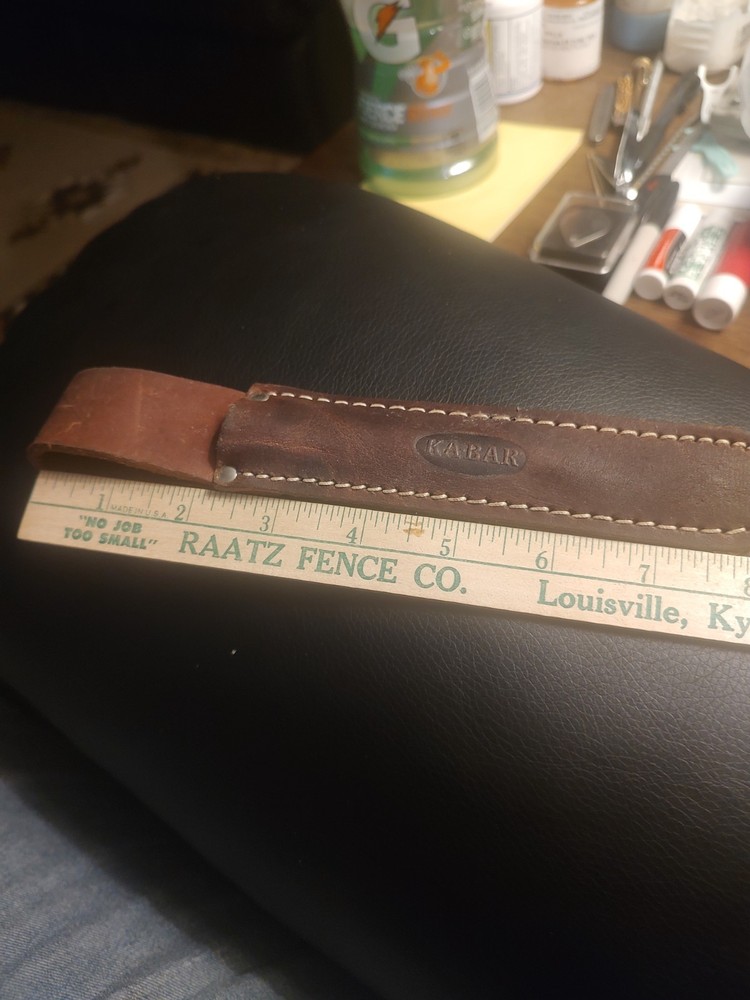 G
KA-BAR
1 MADE IN U.S.A. 2 3 4 5 6 7 8
"NO JOB
TOO SMALL"
RAATZ FENCE CO.
Louisville, Ky